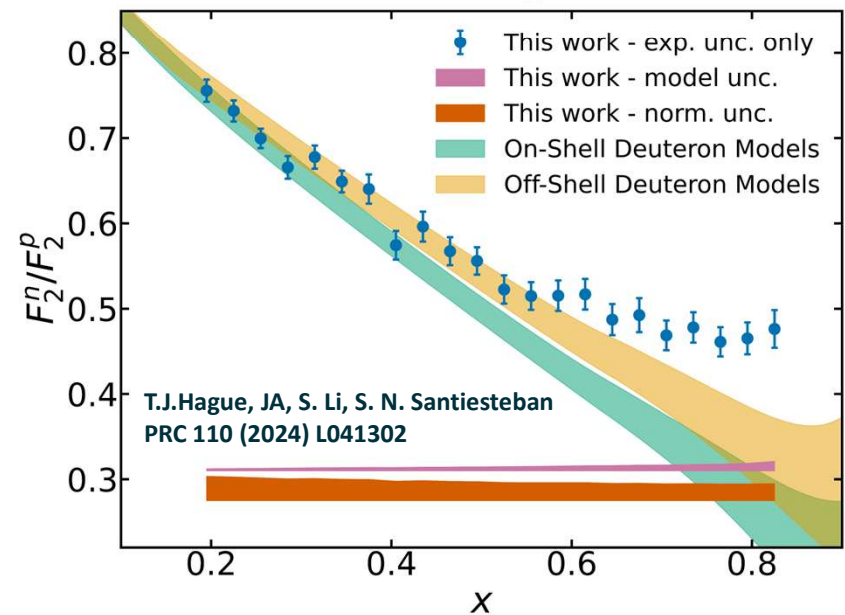 This work - exp. unc. only
This work - model unc.
This work - norm. unc.
On-Shell Deuteron Models
Off-Shell Deuteron Models
0.8
0.7
0.6
0.5
0.4
0.3
F₂ⁿ/F₂ᵖ
T.J.Hague, JA, S. Li, S. N. Santiesteban
PRC 110 (2024) L041302
0.2 0.4 0.6 0.8
x